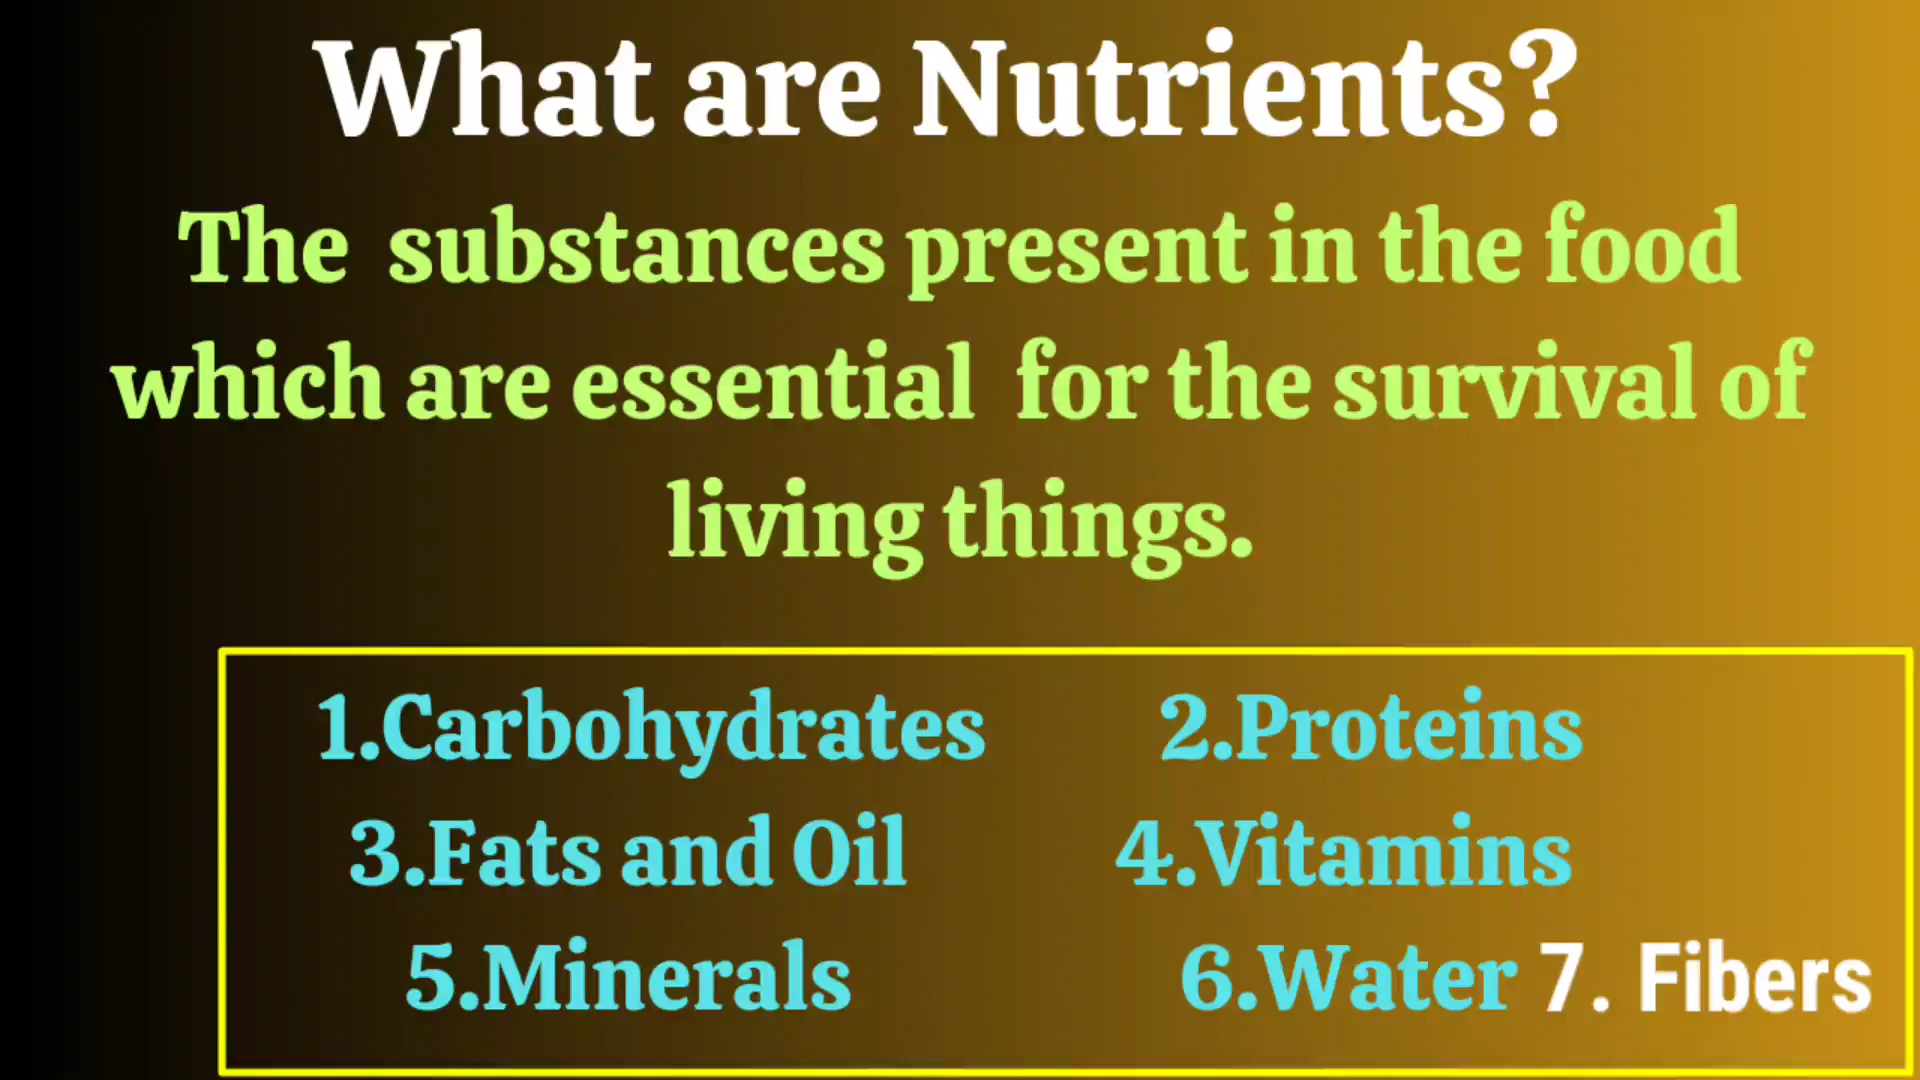 What are Nutrients?
The substances present in the food
which are essential for the survival of
living things.
1.Carbohydrates 2.Proteins
3.Fats and Oil 4.Vitamins
5.Minerals 6.Water 7. Fibers